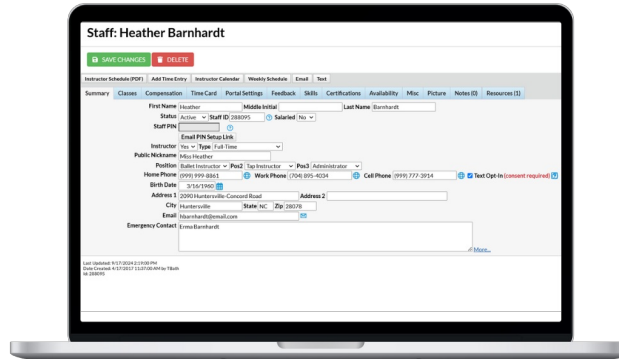 Staff: Heather Barnhardt
SAVE CHANGES DELETE
Instructor Schedule (PDF) Add Time Entry Instructor Calendar Weekly Schedule Email Text
Summary Classes Compensation Time Card Portal Settings Feedback Skills Certifications Availability Misc Picture Notes (0) Resources (1)
First Name Heather Middle Initial Last Name Barnhardt
Status Active Staff ID 288095 Salaried No
Staff PIN
Email PIN Setup Link
Instructor Yes Type Full-Time
Public Nickname Miss Heather
Position Ballet Instructor Pos2 Tap Instructor Pos3 Administrator
Home Phone (999) 999-8861 Work Phone (704) 895-4034 Cell Phone (999) 777-3914 Text Opt-In (consent required)
Birth Date 3/16/1960
Address 1 2090 Huntersville-Concord Road Address 2
City Huntersville State NC Zip 28078
Email hbarnhardt@email.com
Emergency Contact Erma Barnhardt
More...
Last Updated: 9/17/2024 2:19:00 PM
Date Created: 4/17/2017 11:37:00 AM by TBath
Id: 288095